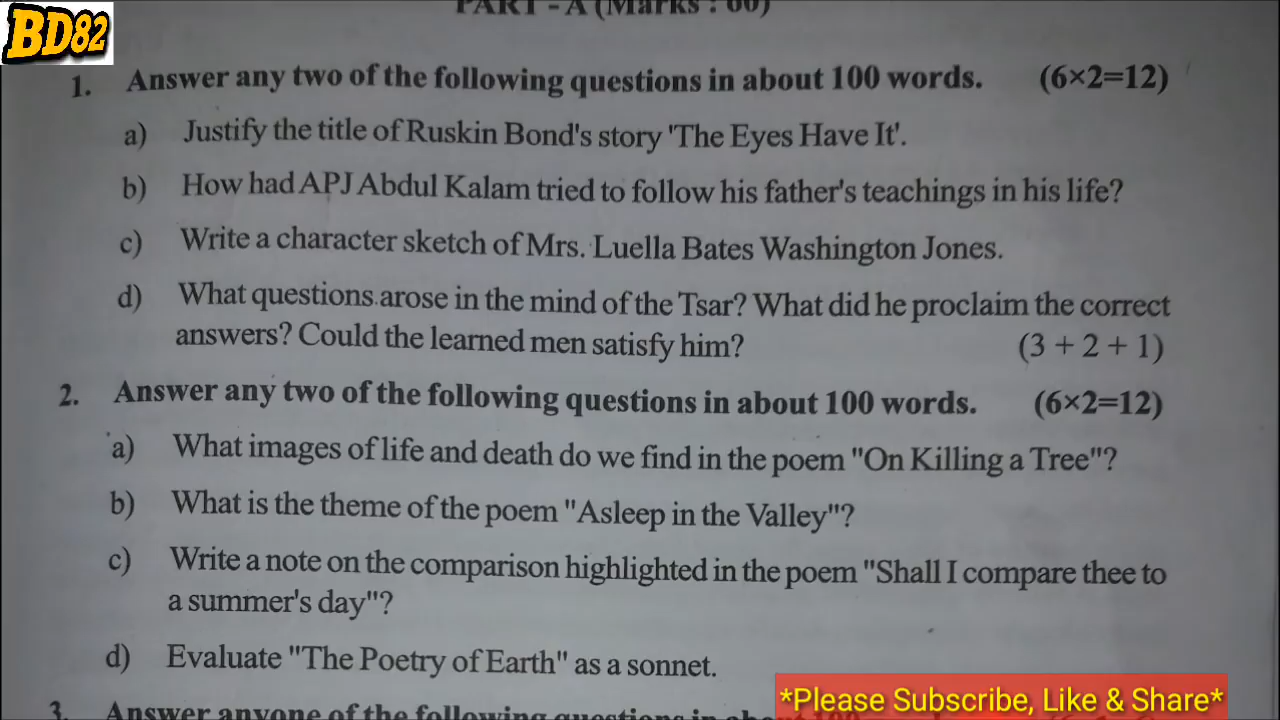 PART - A (Marks : 60)
BD82
1. Answer any two of the following questions in about 100 words. (6×2=12)
a) Justify the title of Ruskin Bond's story 'The Eyes Have It'.
b) How had APJ Abdul Kalam tried to follow his father's teachings in his life?
c) Write a character sketch of Mrs. Luella Bates Washington Jones.
d) What questions arose in the mind of the Tsar? What did he proclaim the correct
answers? Could the learned men satisfy him? (3 + 2 + 1)
2. Answer any two of the following questions in about 100 words. (6×2=12)
a) What images of life and death do we find in the poem "On Killing a Tree"?
b) What is the theme of the poem "Asleep in the Valley"?
c) Write a note on the comparison highlighted in the poem "Shall I compare thee to
a summer's day"?
d) Evaluate "The Poetry of Earth" as a sonnet.
*Please Subscribe, Like & Share*
3. Answer anyone of the following questions in about 100